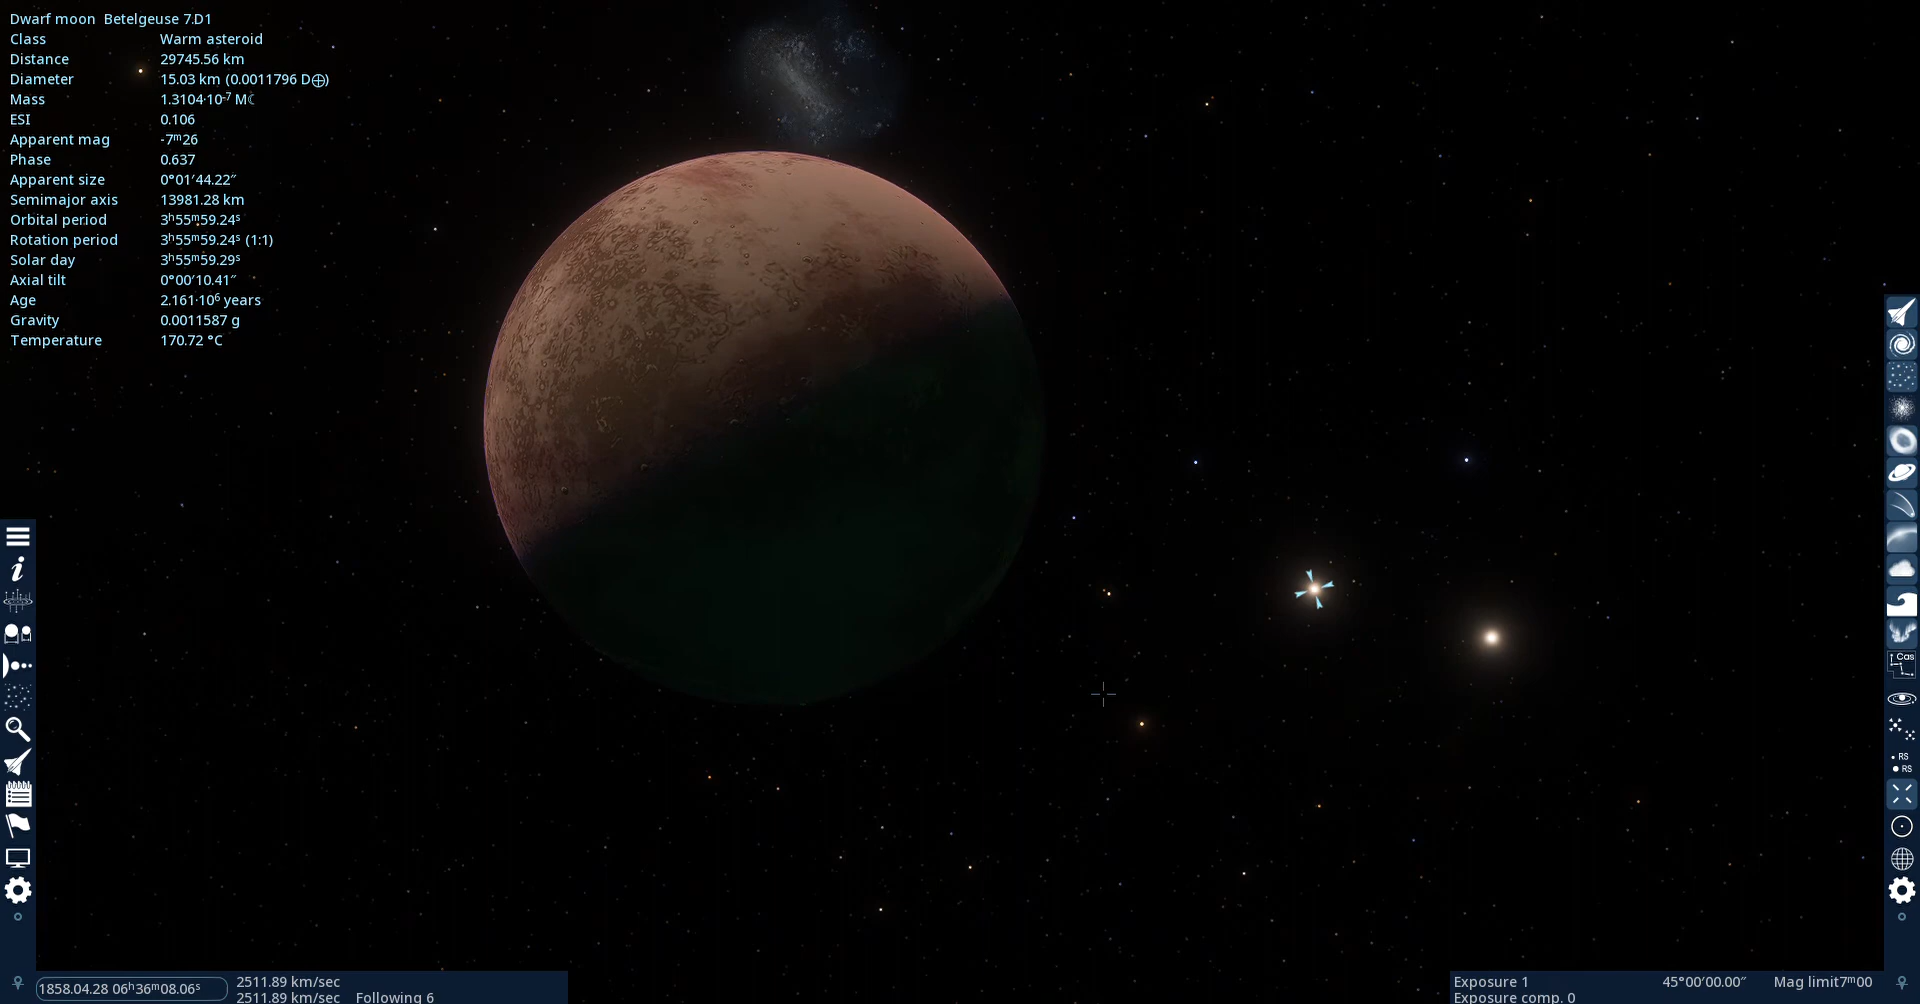 Dwarf moon Betelgeuse 7.D1
Class Warm asteroid
Distance 29745.56 km
Diameter 15.03 km (0.0011796 D⊕)
Mass 1.3104·10⁻⁷ M☾
ESI 0.106
Apparent mag -7ᵐ26
Phase 0.637
Apparent size 0°01′44.22″
Semimajor axis 13981.28 km
Orbital period 3ʰ55ᵐ59.24ˢ
Rotation period 3ʰ55ᵐ59.24ˢ (1:1)
Solar day 3ʰ55ᵐ59.29ˢ
Axial tilt 0°00′10.41″
Age 2.161·10⁶ years
Gravity 0.0011587 g
Temperature 170.72 °C
Cas
RS
RS
1858.04.28 06ʰ36ᵐ08.06ˢ
2511.89 km/sec
2511.89 km/sec Following 6
Exposure 1 45°00′00.00″ Mag limit7ᵐ00
Exposure comp. 0